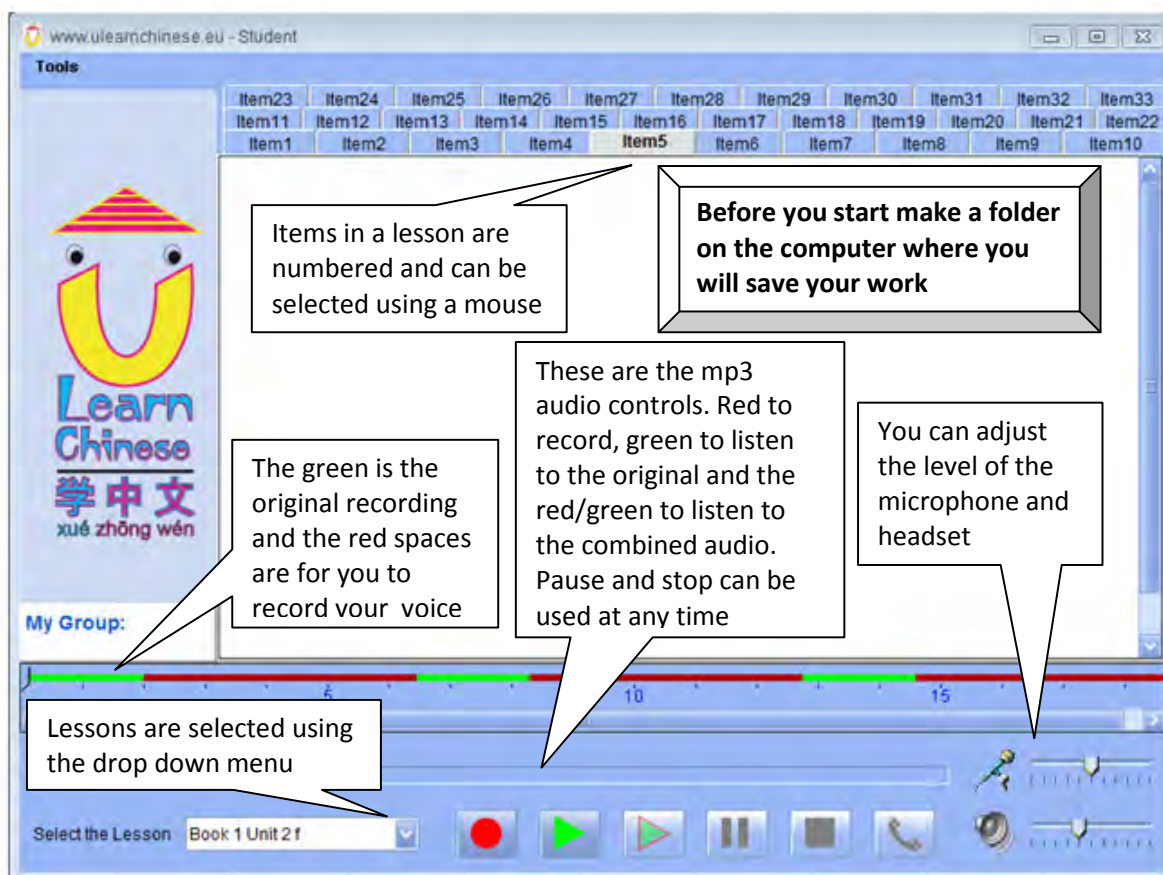 www.ulearnchinese.eu - Student
Tools
Item23 Item24 Item25 Item26 Item27 Item28 Item29 Item30 Item31 Item32 Item33
Item11 Item12 Item13 Item14 Item15 Item16 Item17 Item18 Item19 Item20 Item21 Item22
Item1 Item2 Item3 Item4 Item5 Item6 Item7 Item8 Item9 Item10
Items in a lesson are
numbered and can be
selected using a mouse
Before you start make a folder
on the computer where you
will save your work
Learn
Chinese
学中文
xué zhōng wén
The green is the
original recording
and the red spaces
are for you to
record your voice
These are the mp3
audio controls. Red to
record, green to listen
to the original and the
red/green to listen to
the combined audio.
Pause and stop can be
used at any time
You can adjust
the level of the
microphone and
headset
My Group:
5 10 15
Lessons are selected using
the drop down menu
Select the Lesson Book 1 Unit 2 f